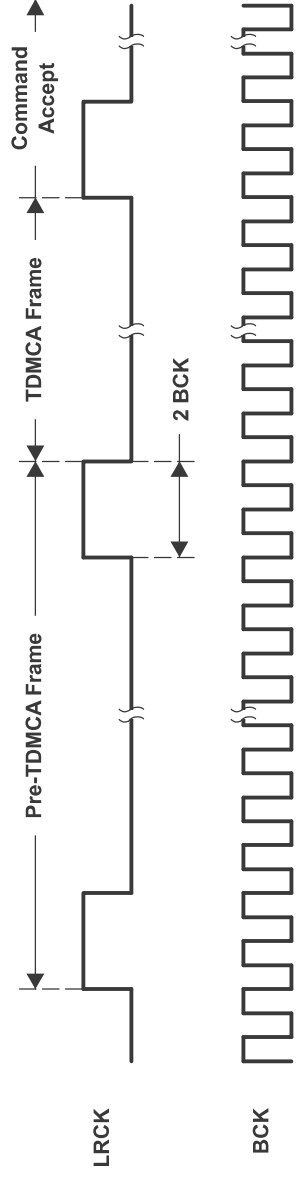 Pre-TDMCA Frame
TDMCA Frame
Command
Accept
LRCK
2 BCK
BCK